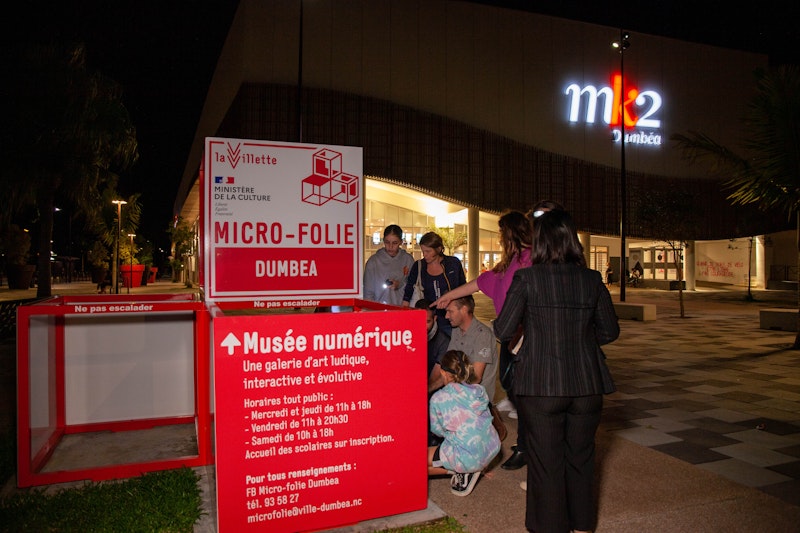 la Villette
MINISTÈRE
DE LA CULTURE
Liberté
Égalité
Fraternité
MICRO-FOLIE
DUMBEA
Ne pas escalader
Ne pas escalader
Musée numérique
Une galerie d'art ludique,
interactive et évolutive
Horaires tout public :
- Mercredi et jeudi de 11h à 18h
- Vendredi de 11h à 20h30
- Samedi de 10h à 18h
Accueil des scolaires sur inscription.
Pour tous renseignements :
FB Micro-folie Dumbea
tél. 93 58 27
microfolie@ville-dumbea.nc
mk2
Dumbéa